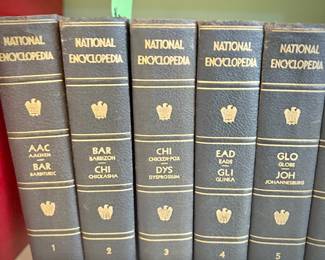 NATIONAL
ENCYCLOPEDIA
AAC
AACHEN
BAR
BARBITURIC
1
NATIONAL
ENCYCLOPEDIA
BAR
BARBIZON
CHI
CHICKASHA
2
NATIONAL
ENCYCLOPEDIA
CHI
CHICKEN-POX
DYS
DYSPROSIUM
3
NATIONAL
ENCYCLOPEDIA
EAD
EADS
GLI
GLINKA
4
NATIONAL
ENCYCLOPEDIA
GLO
GLOBE
JOH
JOHANNESBURG
5